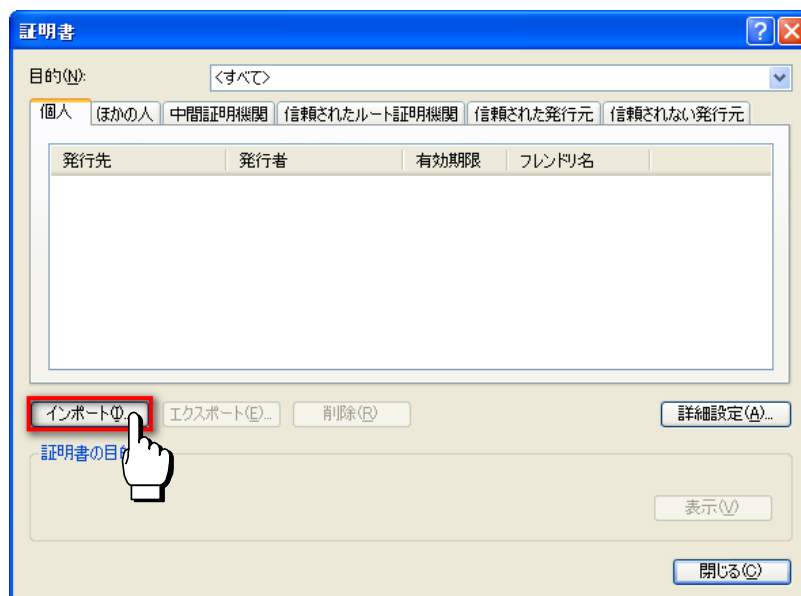 証明書
目的(N): <すべて>
個人 ほかの人 中間証明機関 信頼されたルート証明機関 信頼された発行元 信頼されない発行元
発行先 発行者 有効期限 フレンドリ名
インポート(I)... エクスポート(E)... 削除(R) 詳細設定(A)...
証明書の目
表示(V)
閉じる(C)